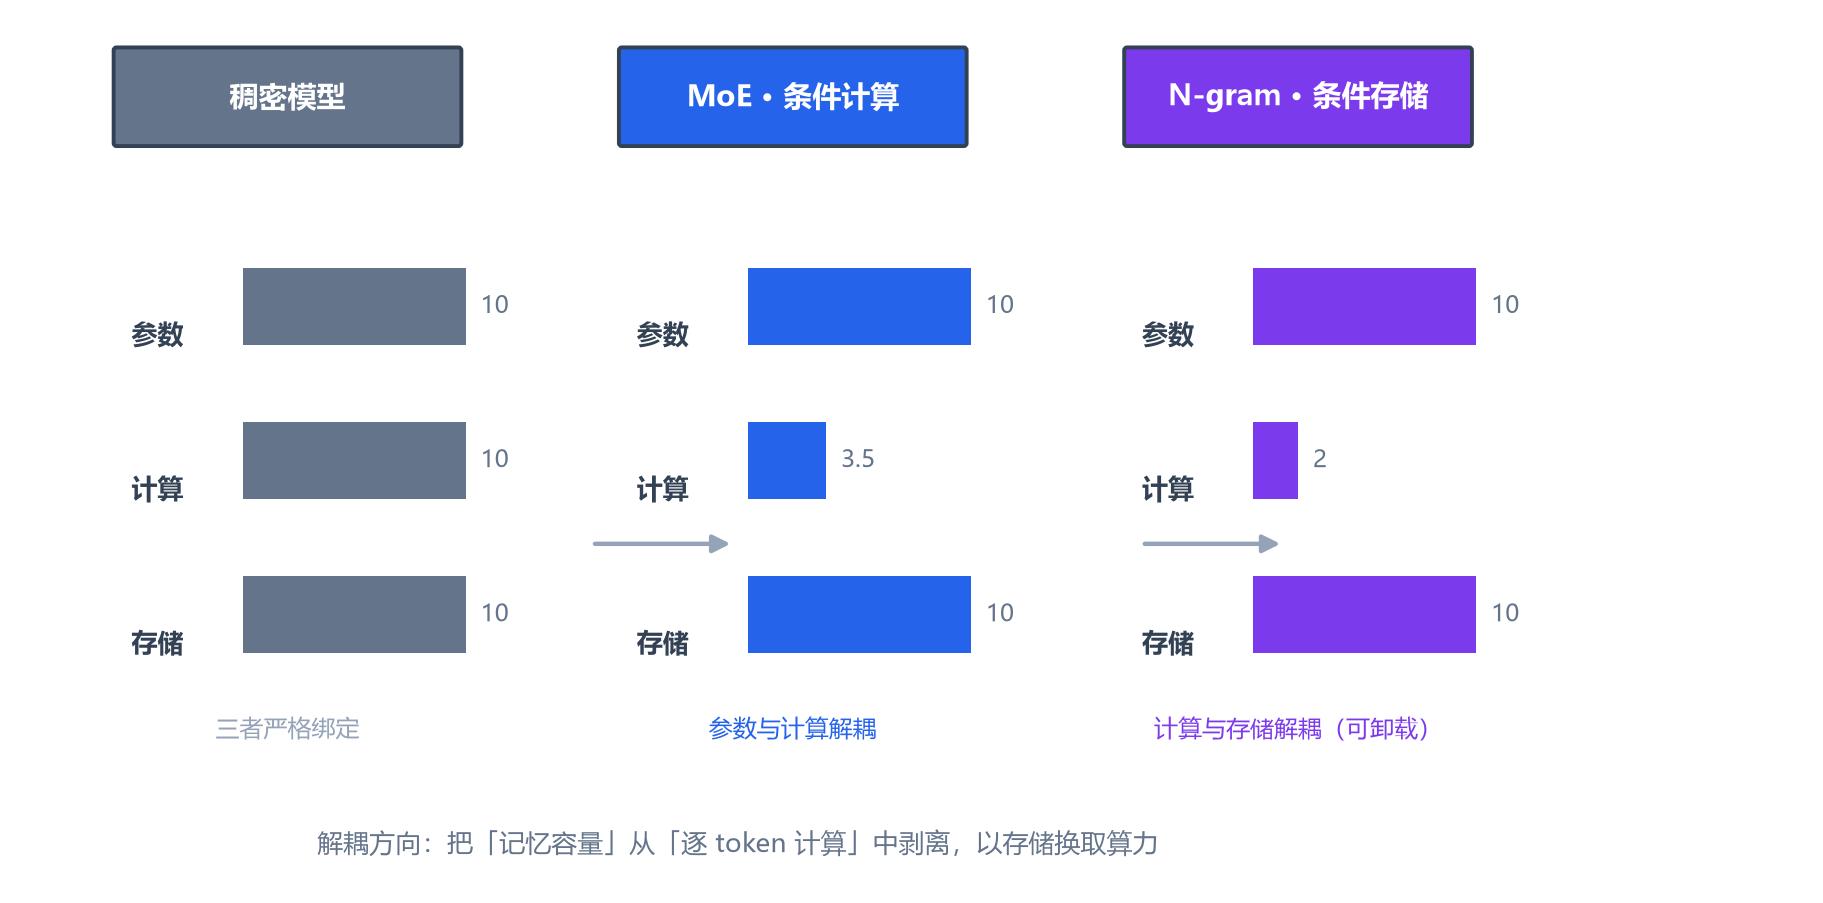 稠密模型
MoE · 条件计算
N-gram · 条件存储
参数
10
参数
10
参数
10
计算
10
计算
3.5
计算
2
存储
10
存储
10
存储
10
三者严格绑定
参数与计算解耦
计算与存储解耦（可卸载）
解耦方向：把「记忆容量」从「逐 token 计算」中剥离，以存储换取算力